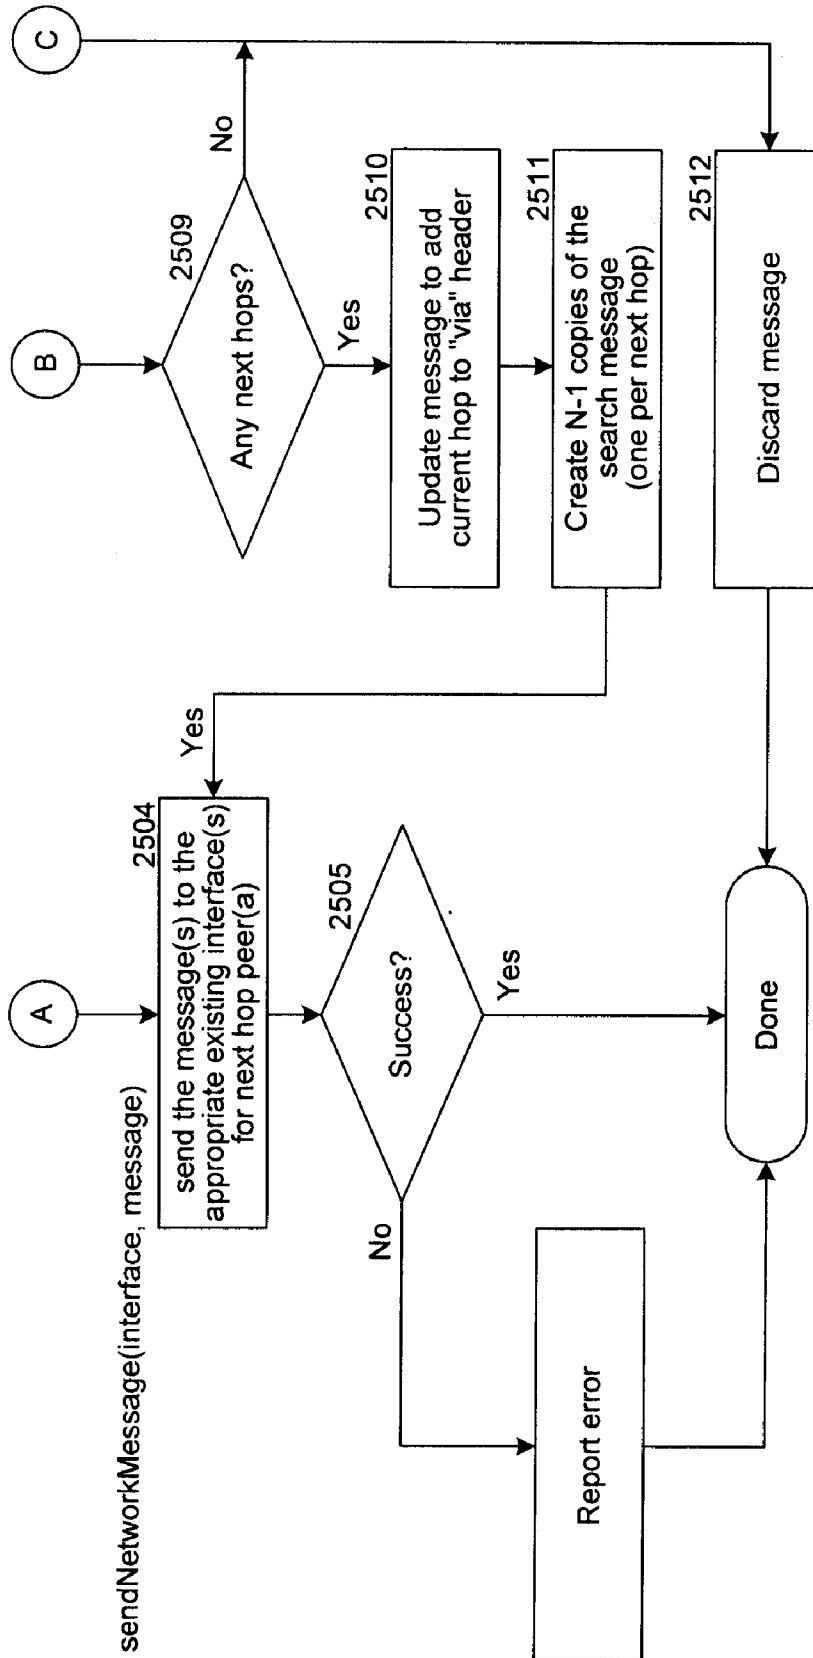 sendNetworkMessage(interface, message)
A
2504
send the message(s) to the
appropriate existing interface(s)
for next hop peer(a)
2505
Success?
No
Yes
Report error
Done
B
2509
Any next hops?
No
Yes
2510
Update message to add
current hop to "via" header
2511
Create N-1 copies of the
search message
(one per next hop)
Yes
C
2512
Discard message